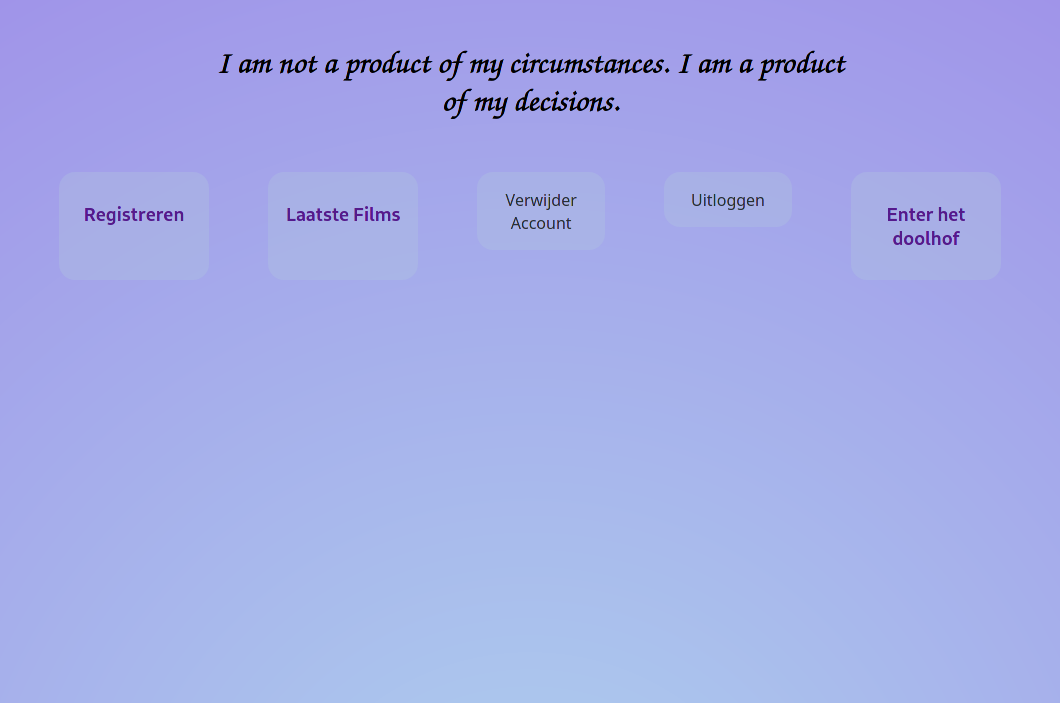 I am not a product of my circumstances. I am a product
of my decisions.
Registreren
Laatste Films
Verwijder
Account
Uitloggen
Enter het
doolhof